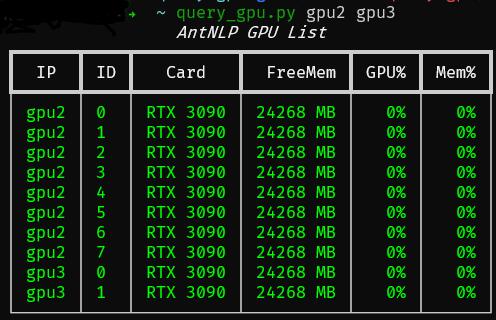 → ~ query_gpu.py gpu2 gpu3
AntNLP GPU List
IP ID Card FreeMem GPU% Mem%
gpu2 0 RTX 3090 24268 MB 0% 0%
gpu2 1 RTX 3090 24268 MB 0% 0%
gpu2 2 RTX 3090 24268 MB 0% 0%
gpu2 3 RTX 3090 24268 MB 0% 0%
gpu2 4 RTX 3090 24268 MB 0% 0%
gpu2 5 RTX 3090 24268 MB 0% 0%
gpu2 6 RTX 3090 24268 MB 0% 0%
gpu2 7 RTX 3090 24268 MB 0% 0%
gpu3 0 RTX 3090 24268 MB 0% 0%
gpu3 1 RTX 3090 24268 MB 0% 0%